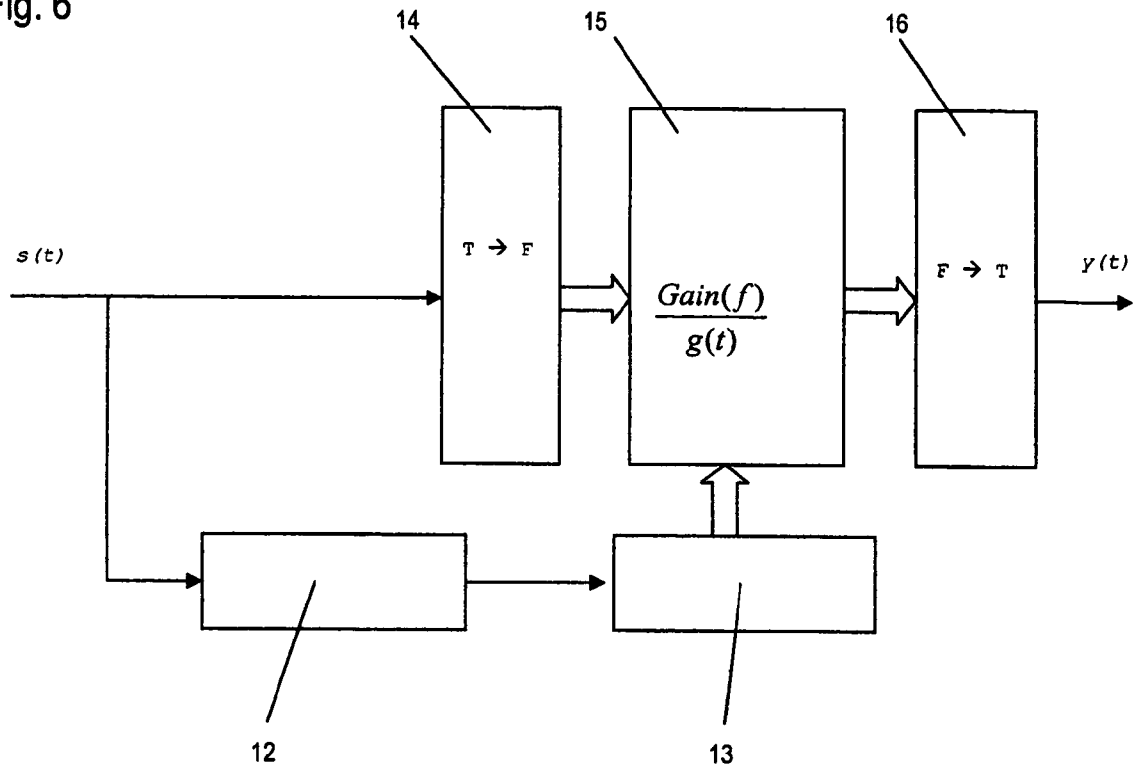 Fig. 6
14
15
16
s(t)
T → F
Gain(f)
g(t)
F → T
y(t)
12
13